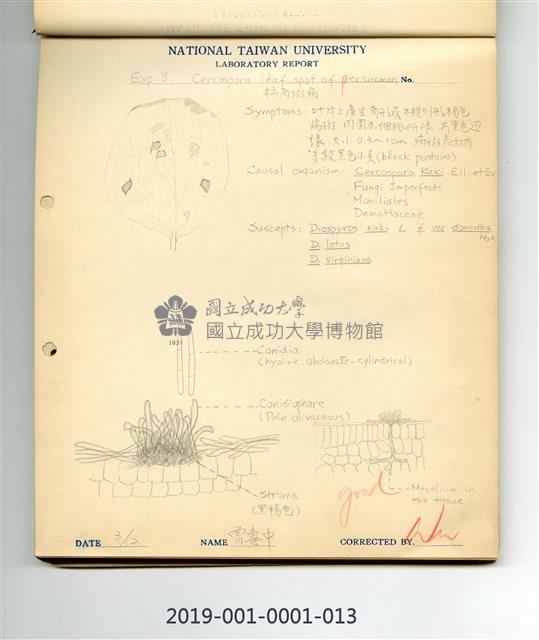 NATIONAL TAIWAN UNIVERSITY
LABORATORY REPORT
Exp 8. Cercospora leaf spot of persimmon No.
柿角斑病
Symptoms: 叶片上產生角形或不規則形褐色
病斑 周圍為細脈所限, 有黑色邊
緣, 大小 0.3~1cm, 病斑表面有
多數黑色小点(black pustules)
Causal organism: Cercospora Kaki Ell. et Ev
Fungi Imperfecti
Moniliales
Dematiaceae
Suscepts: Diospyros kaki L f var domestica
Mak.
D. lotus
D. virginiana
1931
國立成功大學
國立成功大學博物館
Conidia
(hyaline, obclavate-cylindrical)
Conidiophore
(Pale olivaceous)
Stroma
(黑褐色)
Mycelium in
the tissue
good
DATE 3/12 NAME CORRECTED BY.
2019-001-0001-013